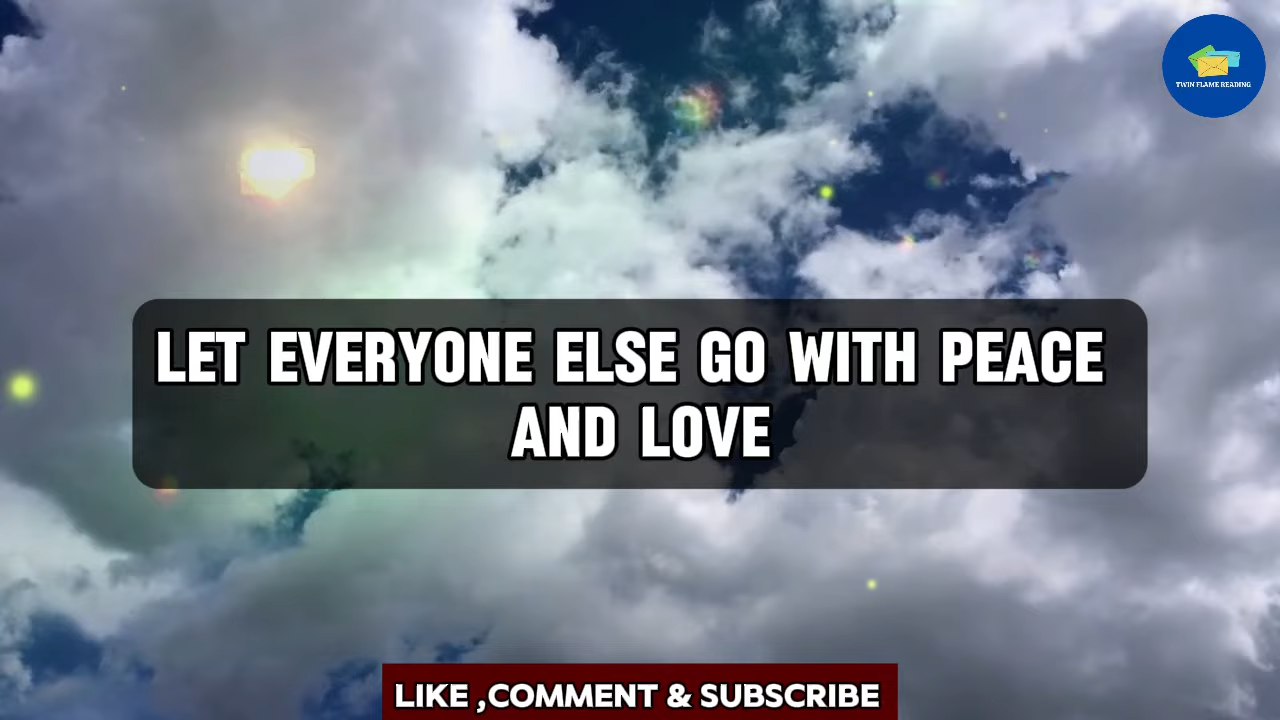 TWIN FLAME READING
LET EVERYONE ELSE GO WITH PEACE
AND LOVE
LIKE ,COMMENT & SUBSCRIBE